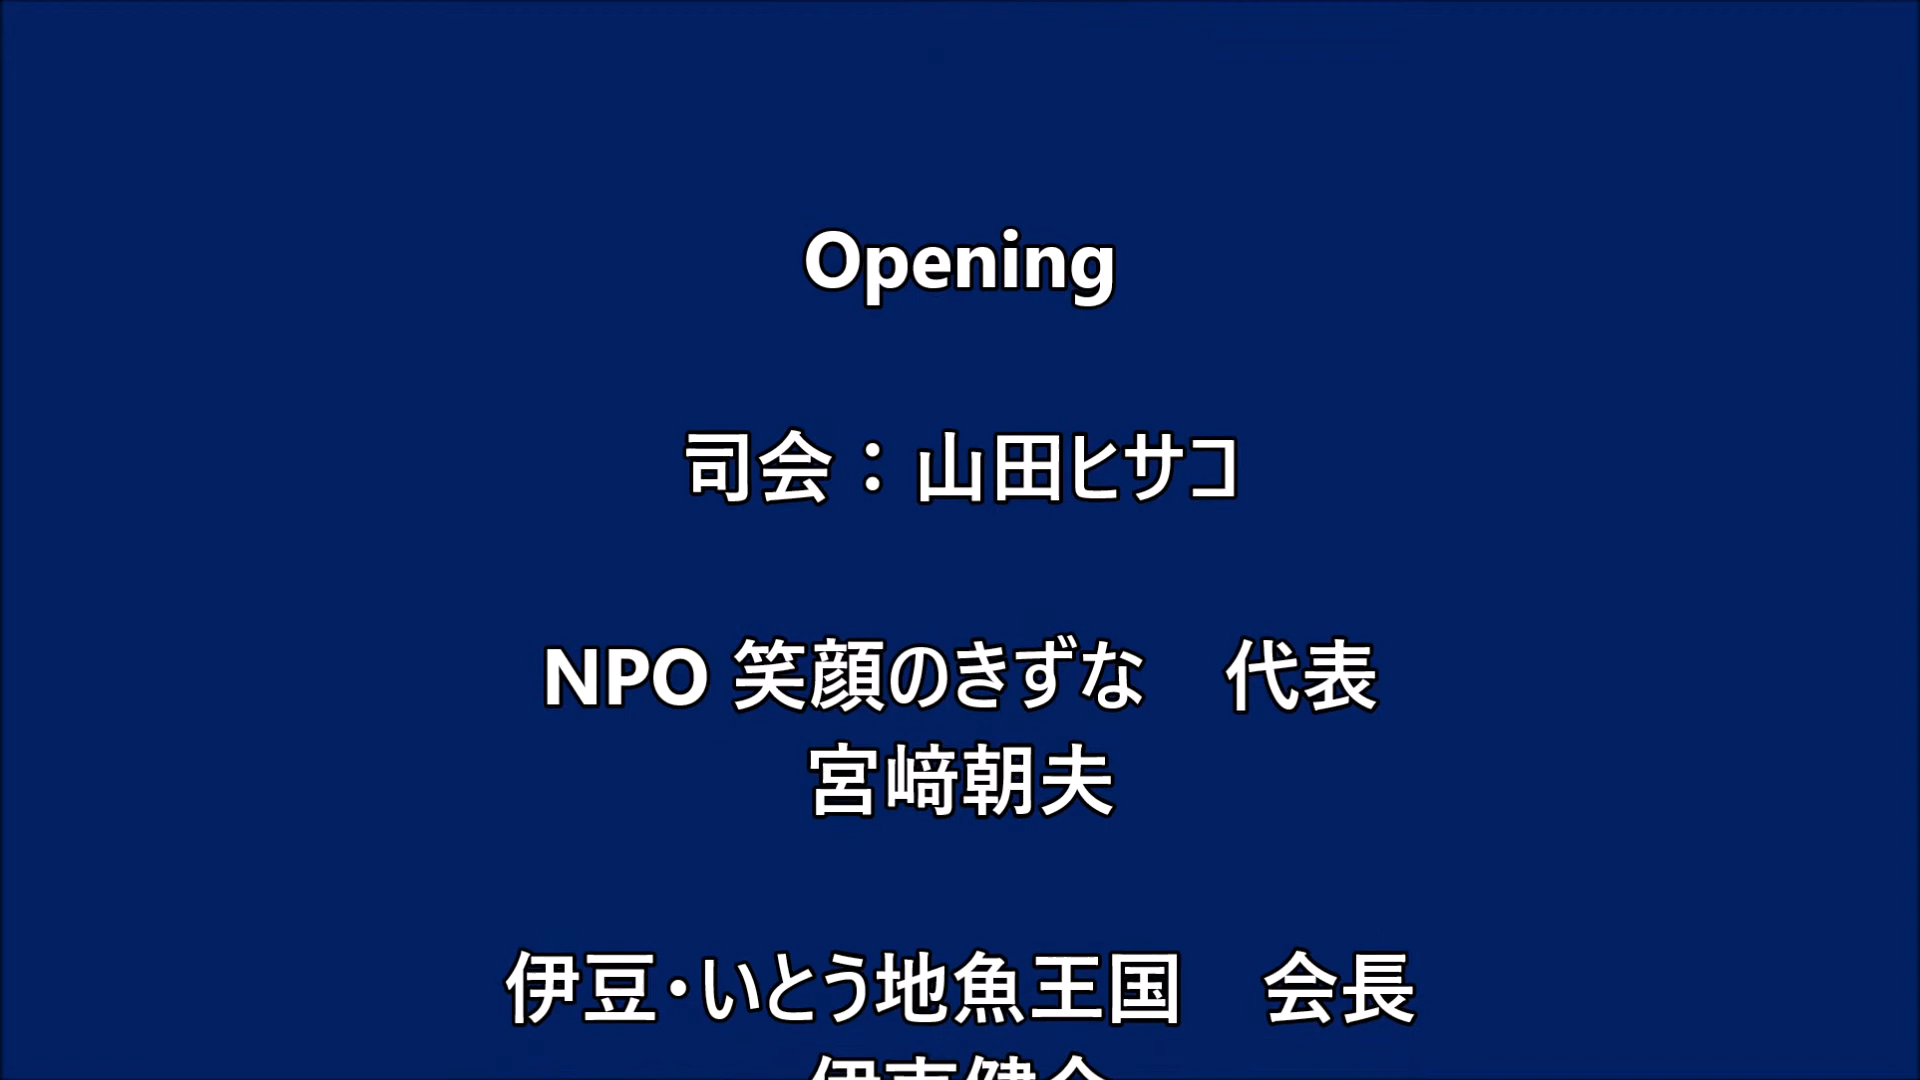 Opening
司会：山田ヒサコ
NPO 笑顔のきずな　代表
宮﨑朝夫
伊豆･いとう地魚王国　会長